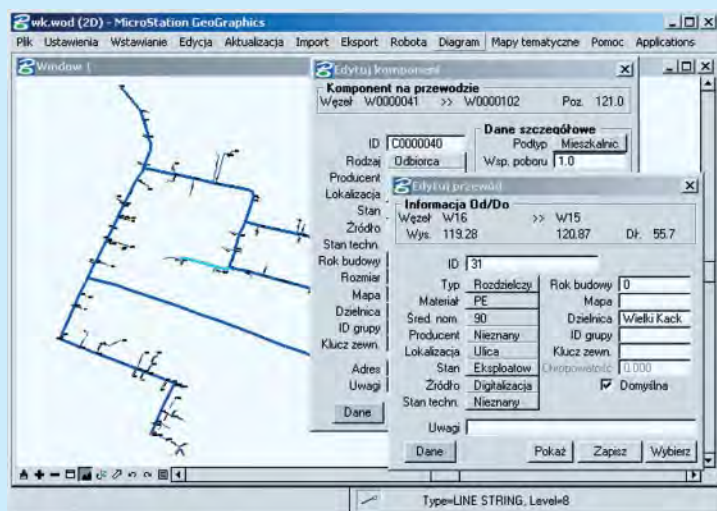 wk.wod (2D) - MicroStation GeoGraphics
Plik Ustawienia Wstawianie Edycja Aktualizacja Import Eksport Robota Diagram Mapy tematyczne Pomoc Applications
Window 1
Edytuj komponent
Komponent na przewodzie
Węzeł W0000041 >> W0000102 Poz. 121.0
ID C0000040
Rodzaj Odbiorca
Producent
Lokalizacja
Stan
Źródło
Stan techn.
Rok budowy
Rozmiar
Mapa
Dzielnica
ID grupy
Klucz zewn.
Adres
Uwagi
Dane
Dane szczegółowe
Podtyp Mieszkalnic
Wsp. poboru 1.0
Edytuj przewód
Informacja Od/Do
Węzeł W16 >> W15
Wys. 119.28 120.87 Dł. 55.7
ID 31
Typ Rozdzielczy Rok budowy 0
Materiał PE Mapa
Śred. nom. 90 Dzielnica Wielki Kack
Producent Nieznany ID grupy
Lokalizacja Ulica Klucz zewn.
Stan Eksploatow Chropowatość 0.000
Źródło Digitalizacja Domyślna
Stan techn. Nieznany
Uwagi
Dane Pokaż Zapisz Wybierz
Type=LINE STRING, Level=8